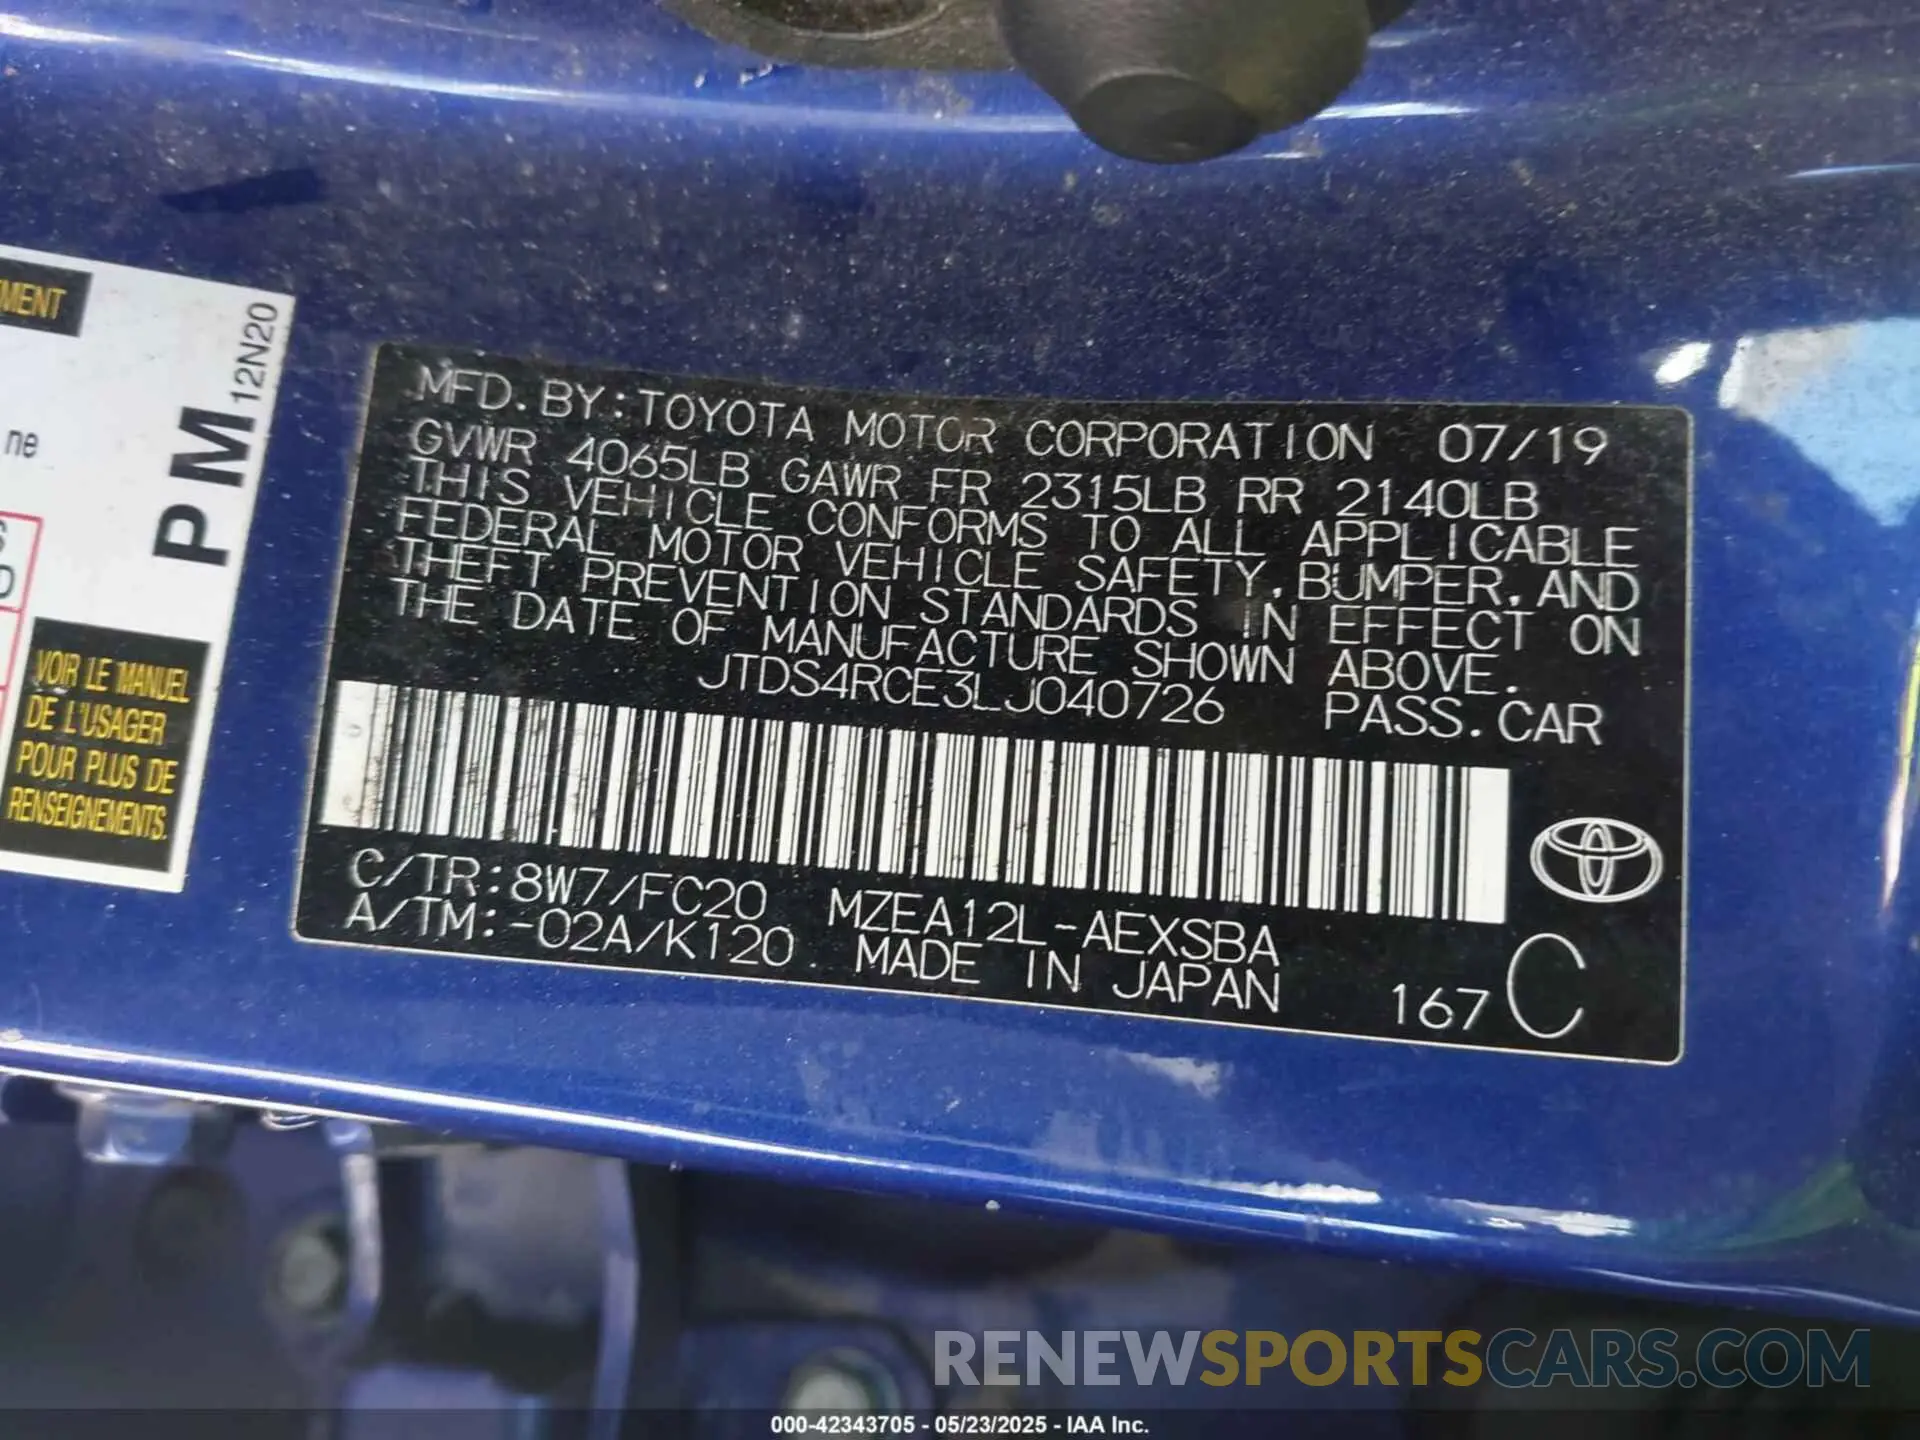 MENT
ne
S
D
PM 12N20
VOIR LE MANUEL
DE L'USAGER
POUR PLUS DE
RENSEIGNEMENTS.
MFD. BY: TOYOTA MOTOR CORPORATION 07/19
GVWR 4065LB GAWR FR 2315LB RR 2140LB
THIS VEHICLE CONFORMS TO ALL APPLICABLE
FEDERAL MOTOR VEHICLE SAFETY, BUMPER, AND
THEFT PREVENTION STANDARDS IN EFFECT ON
THE DATE OF MANUFACTURE SHOWN ABOVE.
JTDS4RCE3LJ040726 PASS. CAR
C/TR: 8W7/FC20 MZEA12L-AEXSBA
A/TM: -02A/K120 MADE IN JAPAN 167 C
RENEWSPORTSCARS.COM
000-42343705 - 05/23/2025 - IAA Inc.